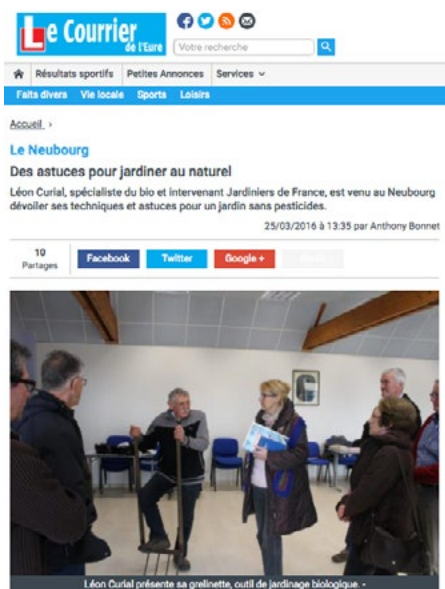 Le Courrier
de l'Eure
Votre recherche
Résultats sportifs Petites Annonces Services
Faits divers Vie locale Sports Loisirs
Accueil ›
Le Neubourg
Des astuces pour jardiner au naturel
Léon Curial, spécialiste du bio et intervenant Jardiniers de France, est venu au Neubourg
dévoiler ses techniques et astuces pour un jardin sans pesticides.
25/03/2016 à 13:35 par Anthony Bonnet
10
Partages
Facebook Twitter Google +
Léon Curial présente sa grelinette, outil de jardinage biologique. -